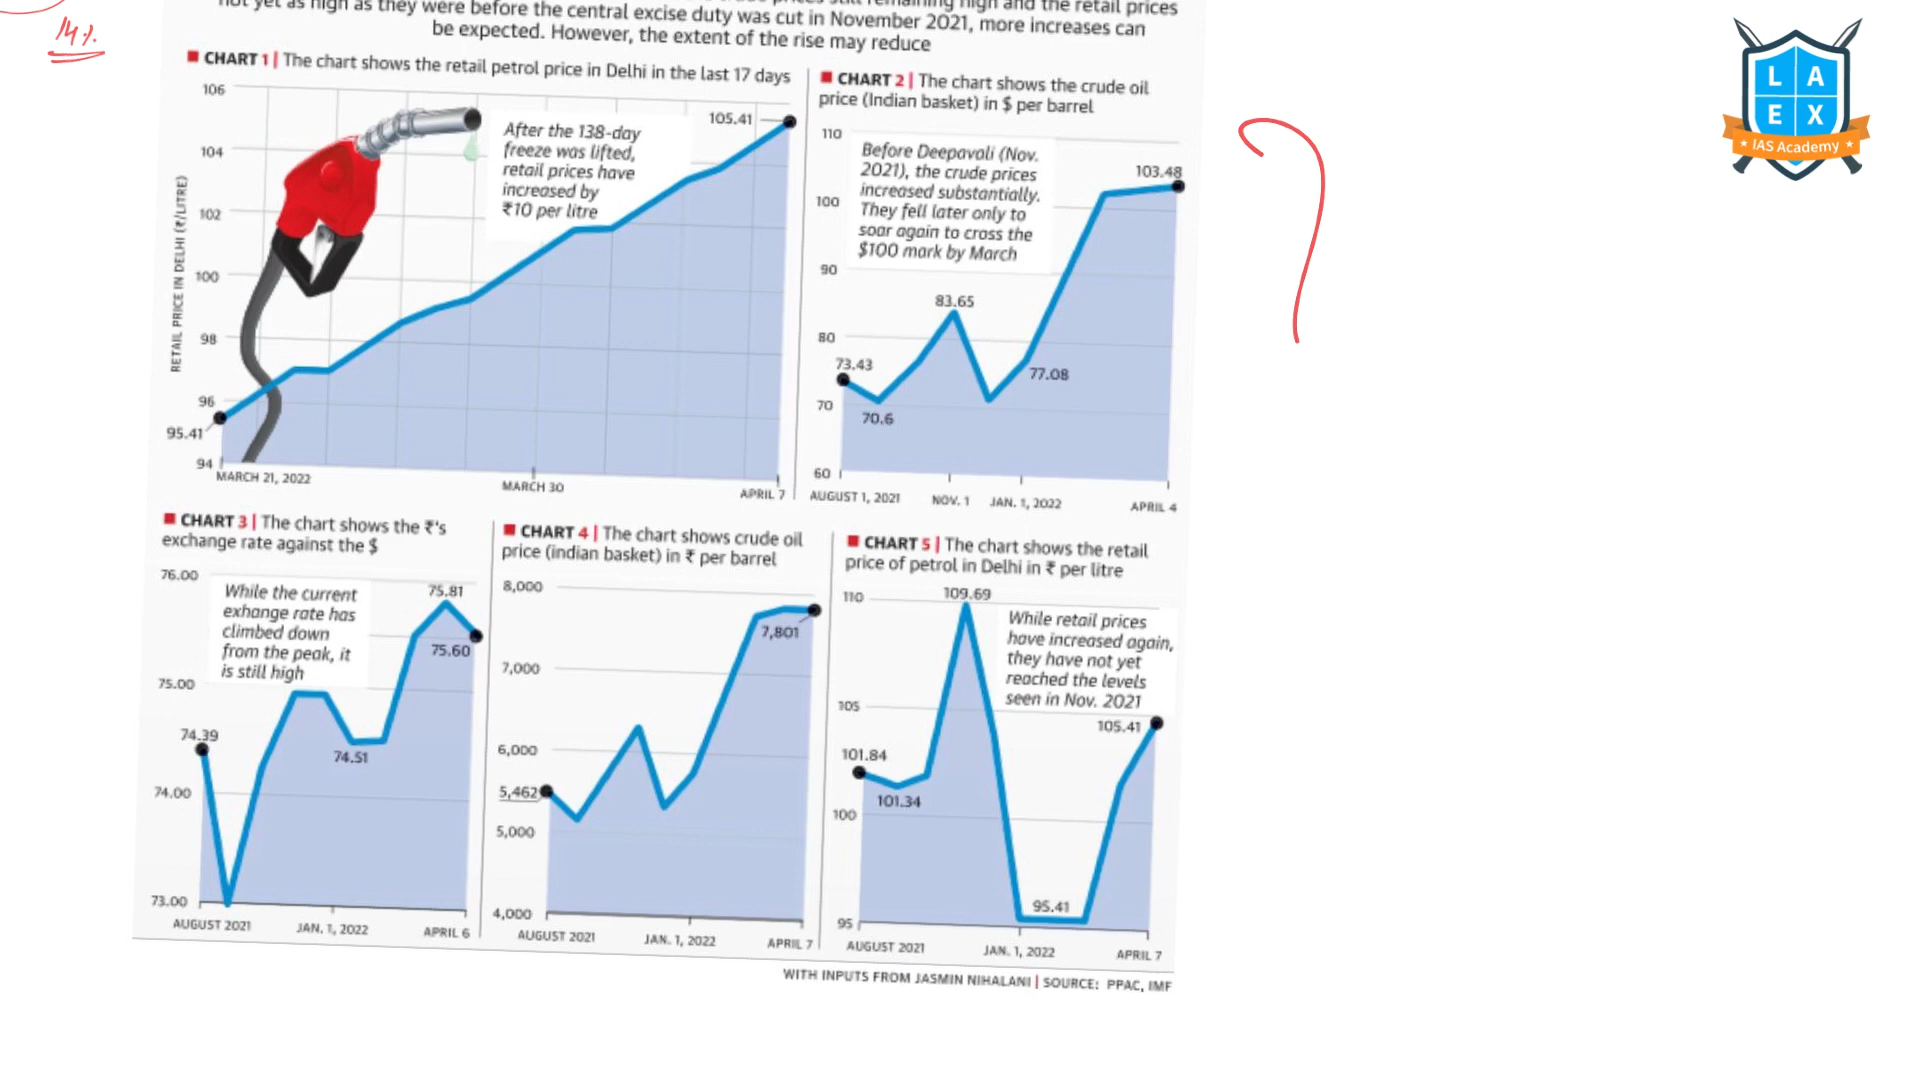 14%
not yet as high as they were before the central excise duty was cut in November 2021, more increases can
be expected. However, the extent of the rise may reduce
CHART 1| The chart shows the retail petrol price in Delhi in the last 17 days
RETAIL PRICE IN DELHI (₹/LITRE)
106
104
102
100
98
96
94
95.41
105.41
After the 138-day
freeze was lifted,
retail prices have
increased by
₹10 per litre
MARCH 21, 2022
MARCH 30
APRIL 7
CHART 2| The chart shows the crude oil
price (Indian basket) in $ per barrel
110
100
90
80
70
60
Before Deepavali (Nov.
2021), the crude prices
increased substantially.
They fell later only to
soar again to cross the
$100 mark by March
103.48
83.65
73.43
77.08
70.6
AUGUST 1, 2021
NOV. 1
JAN. 1, 2022
APRIL 4
CHART 3| The chart shows the ₹'s
exchange rate against the $
76.00
75.00
74.00
73.00
While the current
exhange rate has
climbed down
from the peak, it
is still high
75.81
75.60
74.39
74.51
AUGUST 2021
JAN. 1, 2022
APRIL 6
CHART 4| The chart shows crude oil
price (indian basket) in ₹ per barrel
8,000
7,000
6,000
5,000
4,000
7,801
5,462
AUGUST 2021
JAN. 1, 2022
APRIL 7
CHART 5| The chart shows the retail
price of petrol in Delhi in ₹ per litre
110
105
100
95
109.69
While retail prices
have increased again,
they have not yet
reached the levels
seen in Nov. 2021
105.41
101.84
101.34
95.41
AUGUST 2021
JAN. 1, 2022
APRIL 7
WITH INPUTS FROM JASMIN NIHALANI | SOURCE: PPAC, IMF
L A
E X
IAS Academy